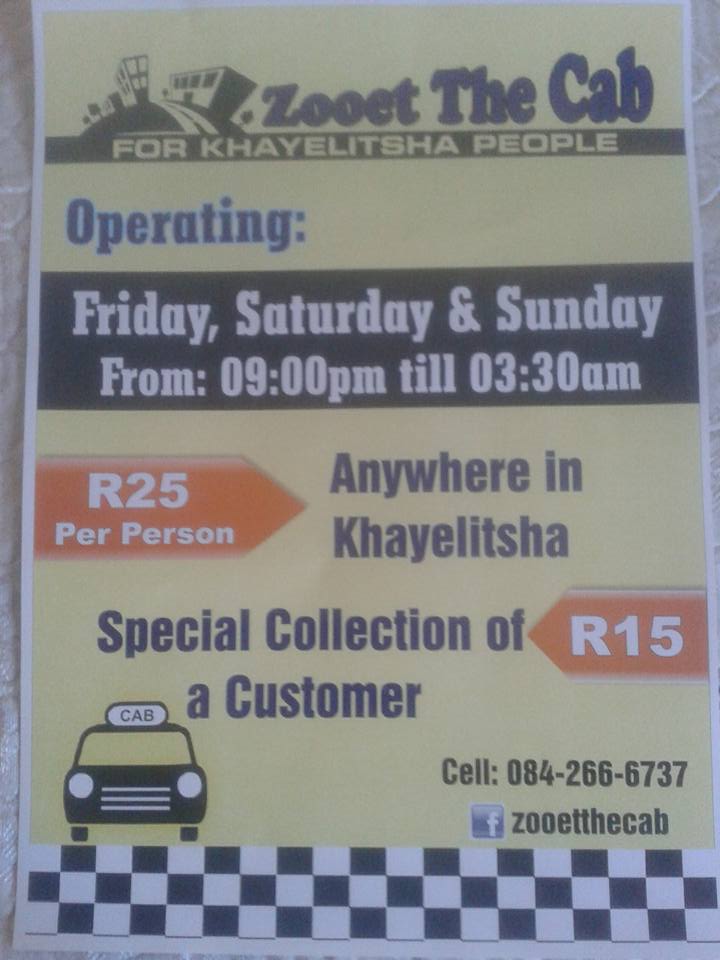 Zooet The Cab
FOR KHAYELITSHA PEOPLE
Operating:
Friday, Saturday & Sunday
From: 09:00pm till 03:30am
R25
Per Person
Anywhere in
Khayelitsha
Special Collection of
a Customer
R15
CAB
Cell: 084-266-6737
f zooetthecab